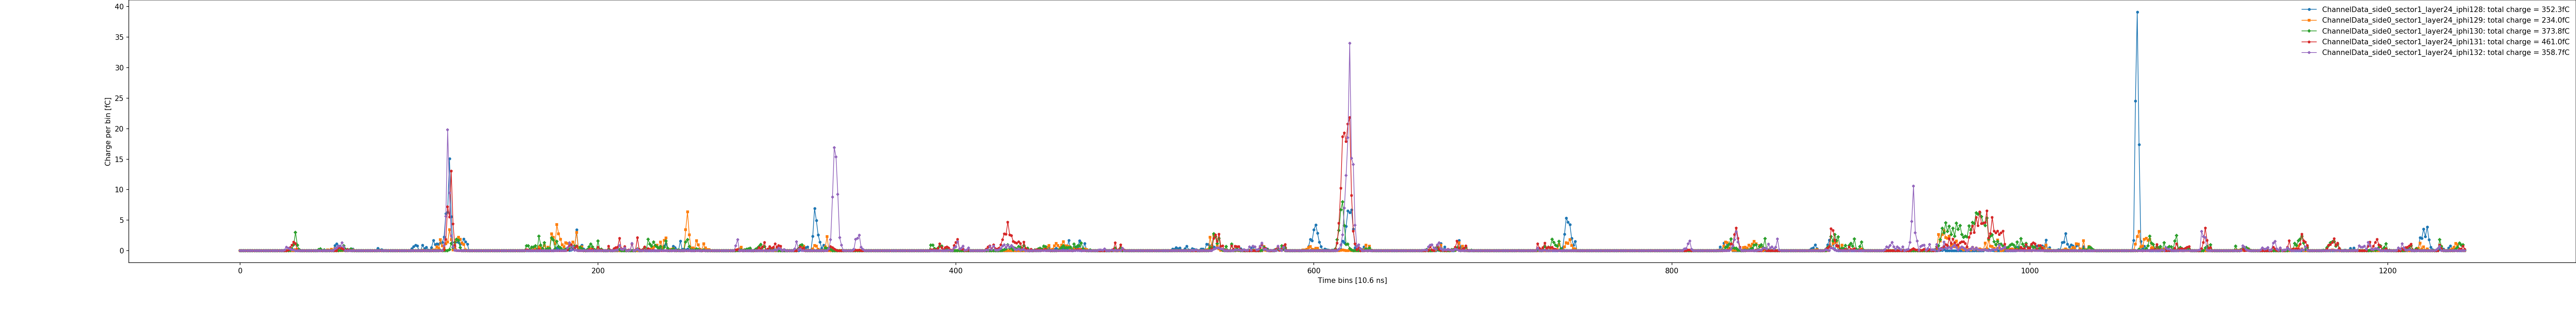 40
35
30
25
20
15
10
5
0
Charge per bin [fC]
0 200 400 600 800 1000 1200
Time bins [10.6 ns]
ChannelData_side0_sector1_layer24_iphi128: total charge = 352.3fC
ChannelData_side0_sector1_layer24_iphi129: total charge = 234.0fC
ChannelData_side0_sector1_layer24_iphi130: total charge = 373.8fC
ChannelData_side0_sector1_layer24_iphi131: total charge = 461.0fC
ChannelData_side0_sector1_layer24_iphi132: total charge = 358.7fC